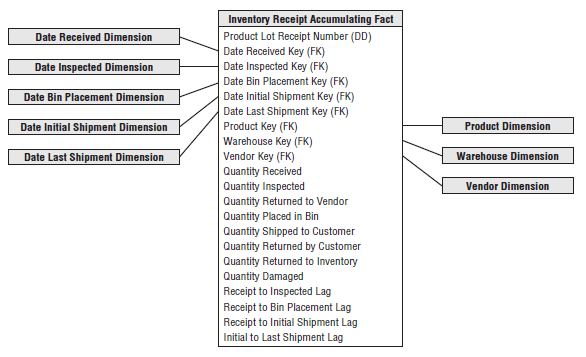 Date Received Dimension
Date Inspected Dimension
Date Bin Placement Dimension
Date Initial Shipment Dimension
Date Last Shipment Dimension
Inventory Receipt Accumulating Fact
Product Lot Receipt Number (DD)
Date Received Key (FK)
Date Inspected Key (FK)
Date Bin Placement Key (FK)
Date Initial Shipment Key (FK)
Date Last Shipment Key (FK)
Product Key (FK)
Warehouse Key (FK)
Vendor Key (FK)
Quantity Received
Quantity Inspected
Quantity Returned to Vendor
Quantity Placed in Bin
Quantity Shipped to Customer
Quantity Returned by Customer
Quantity Returned to Inventory
Quantity Damaged
Receipt to Inspected Lag
Receipt to Bin Placement Lag
Receipt to Initial Shipment Lag
Initial to Last Shipment Lag
Product Dimension
Warehouse Dimension
Vendor Dimension